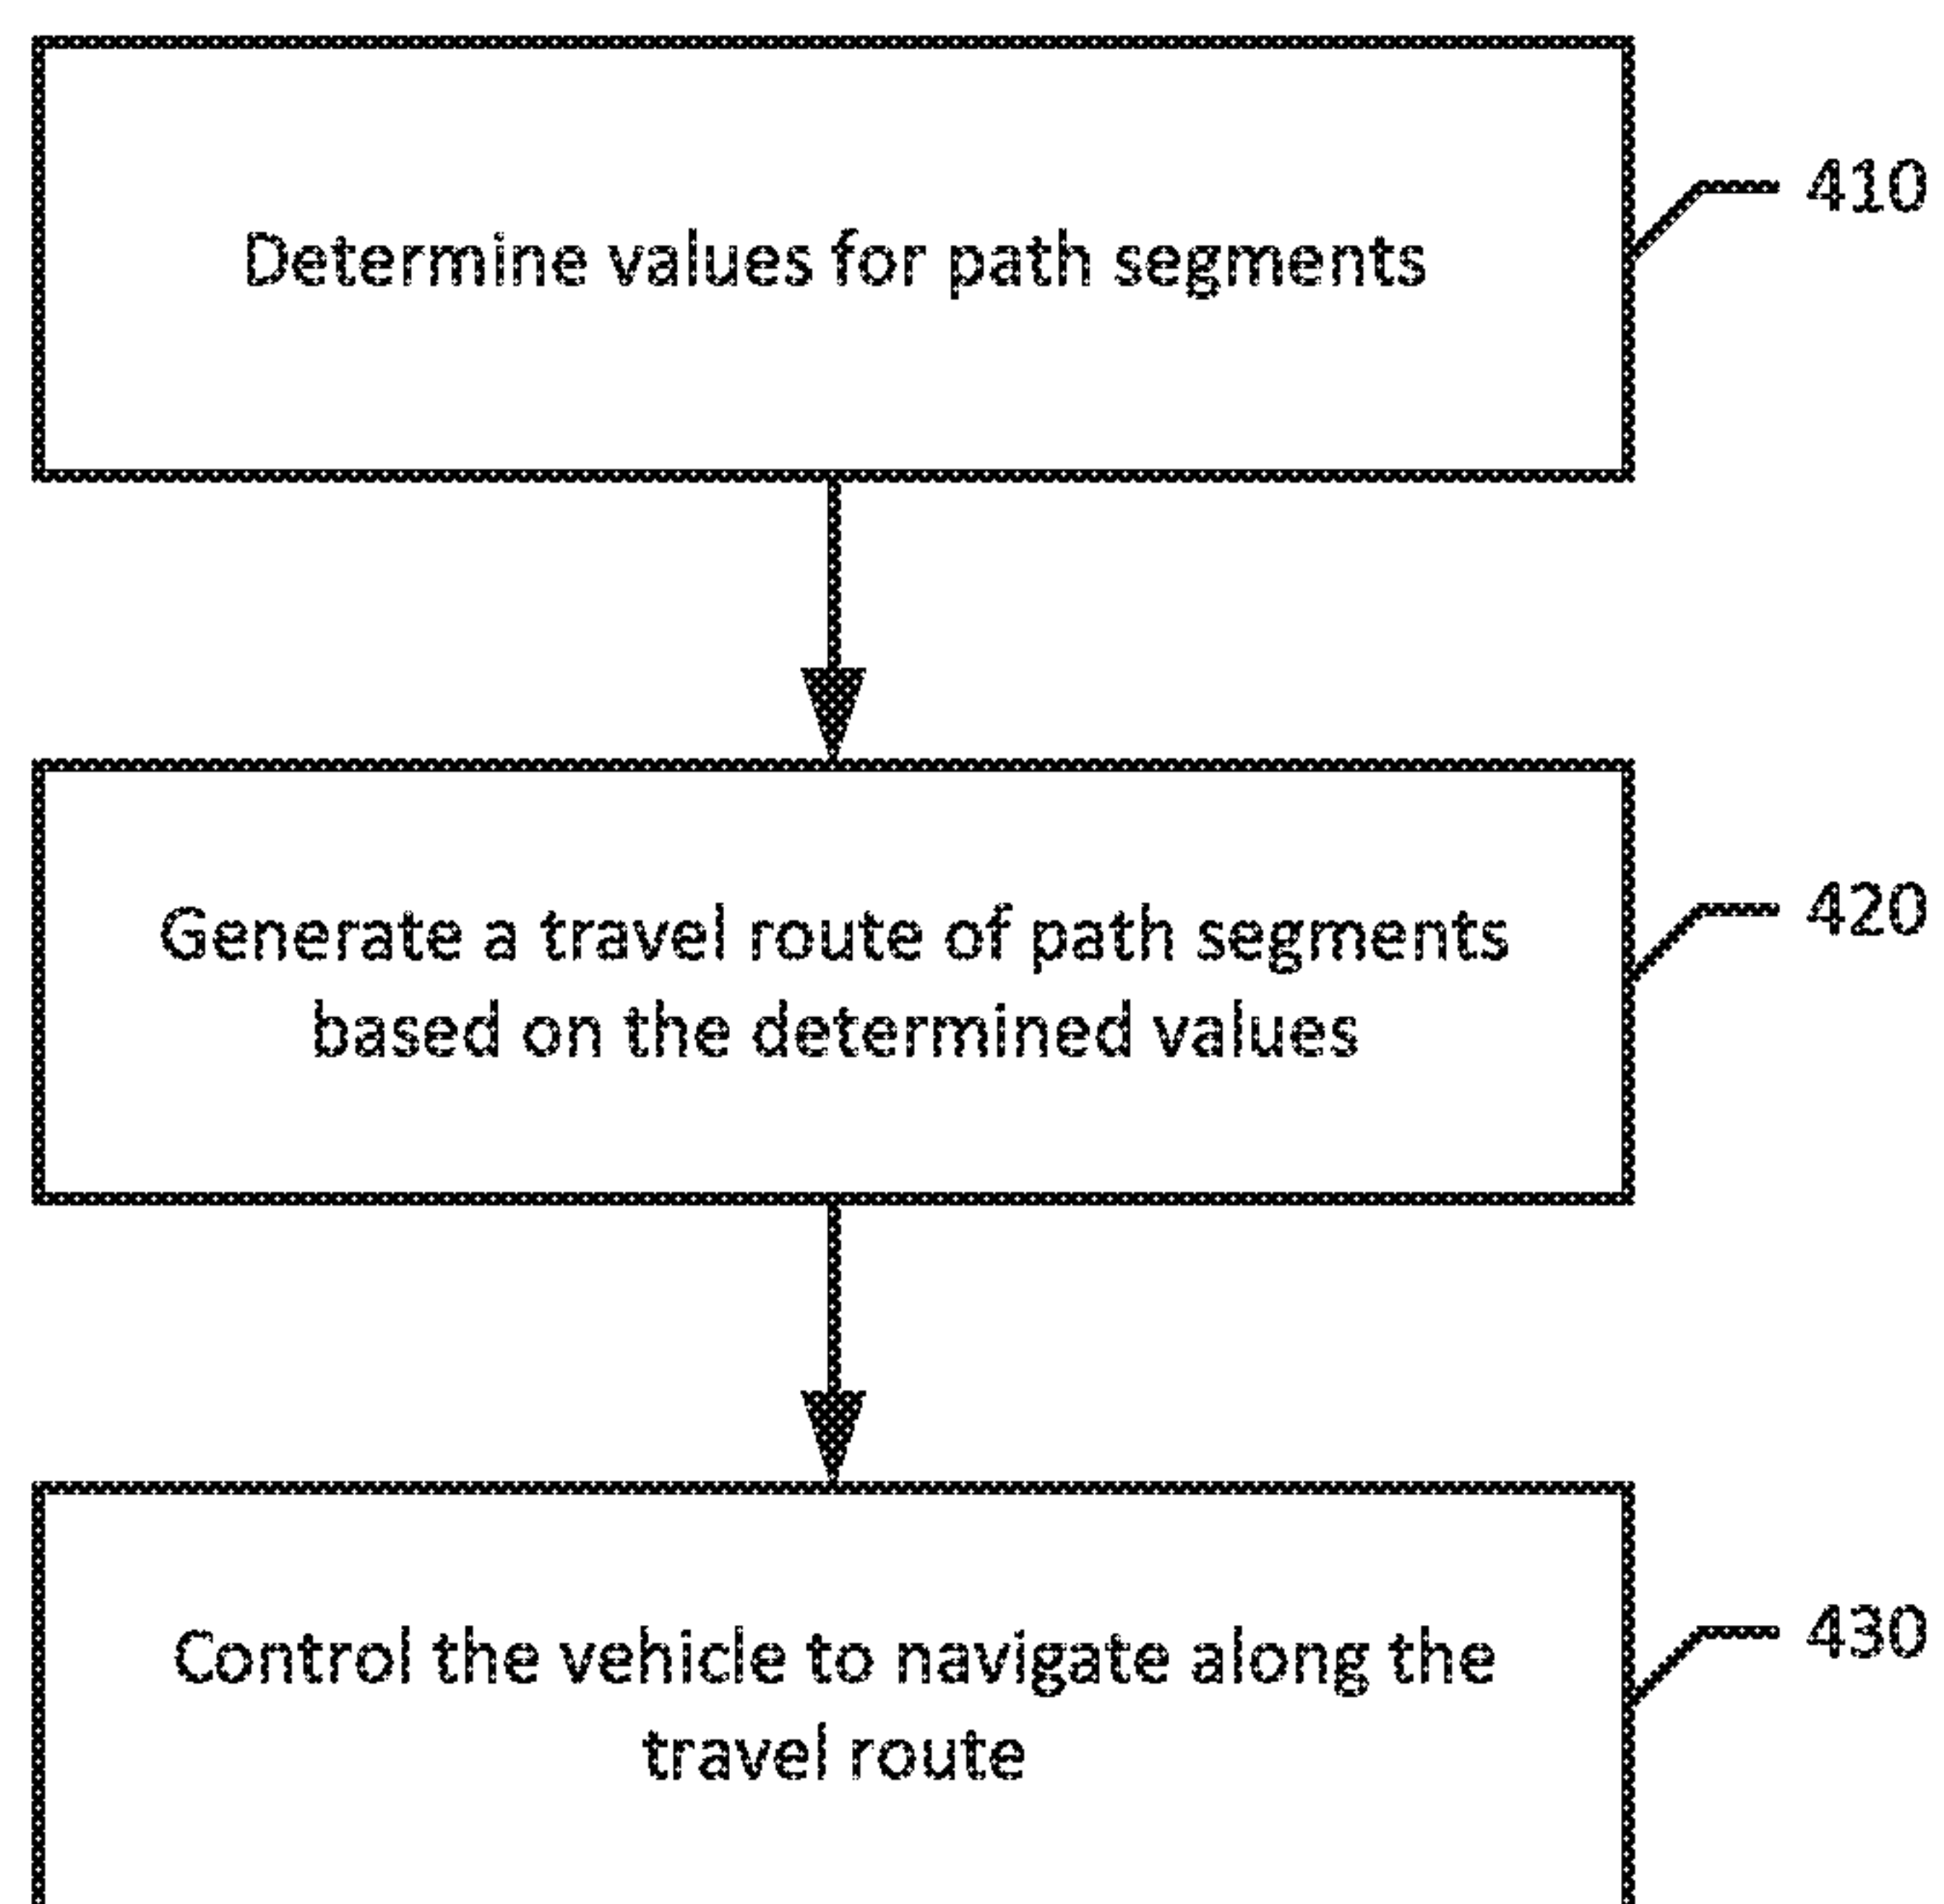 Determine values for path segments
410
Generate a travel route of path segments
based on the determined values
420
Control the vehicle to navigate along the
travel route
430